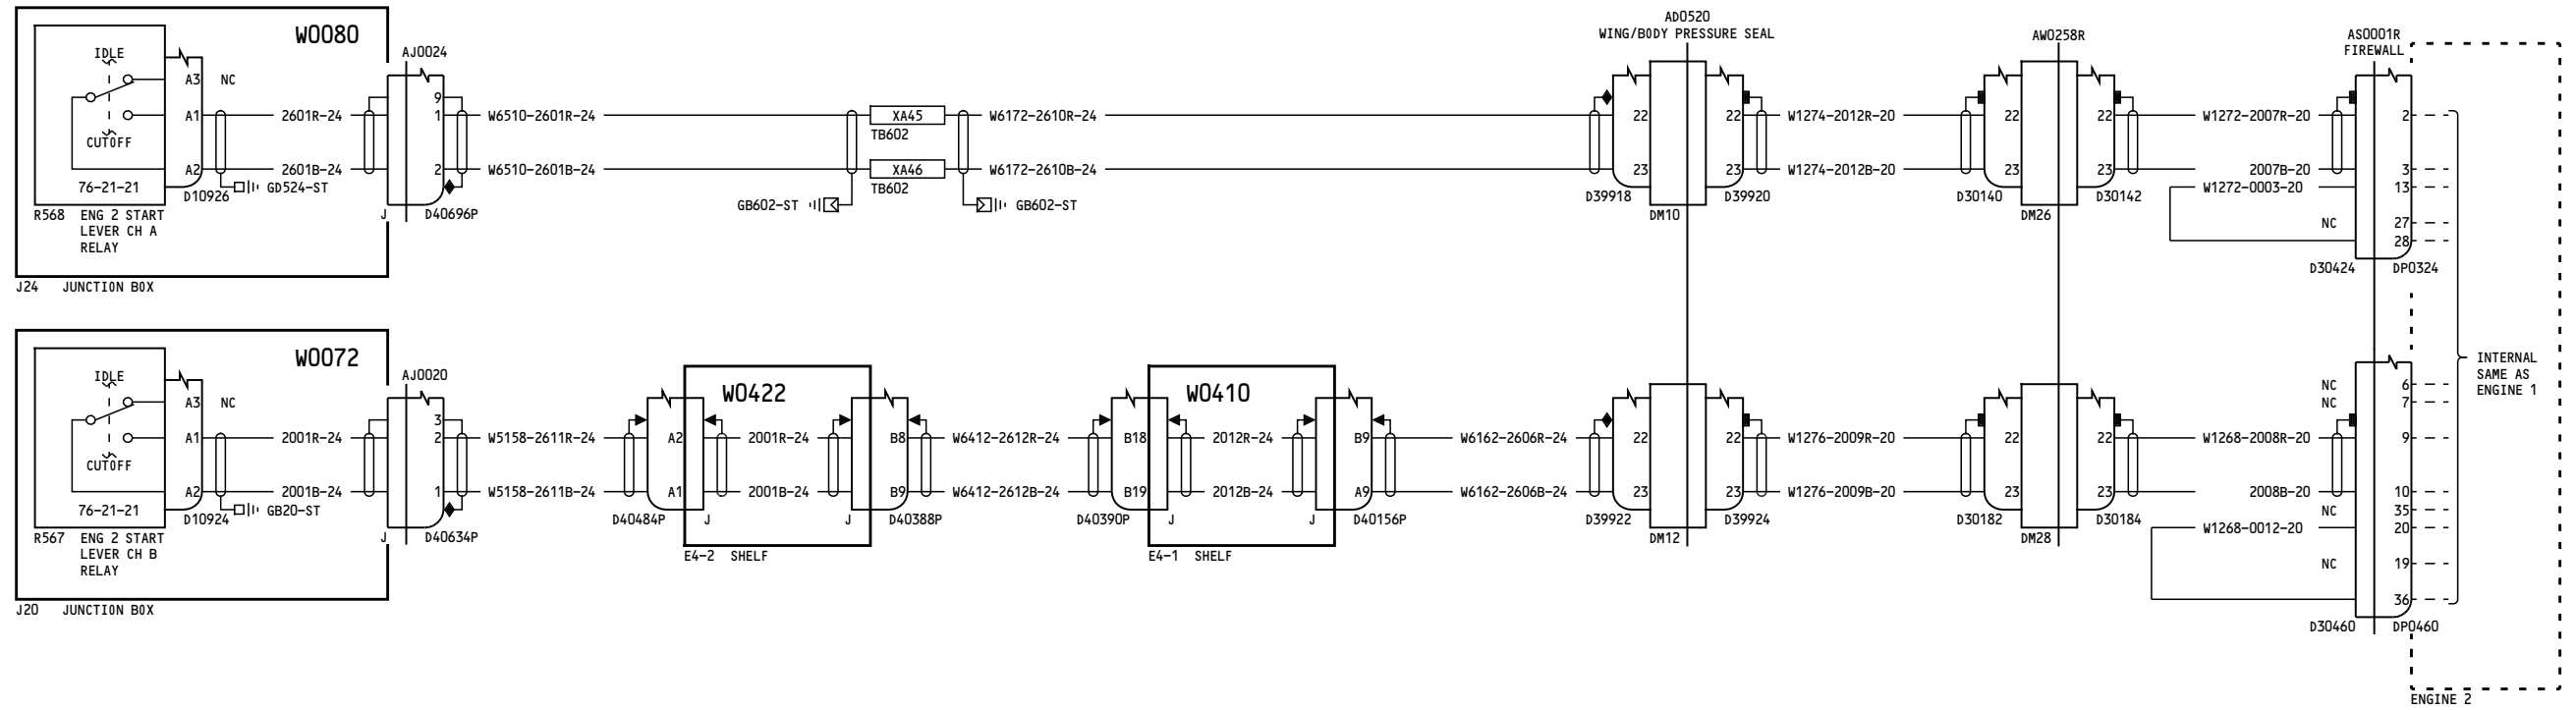 W0080
IDLE
CUTOFF
76-21-21
A3 NC
A1 2601R-24
A2 2601B-24
D10926
GD524-ST
R568 ENG 2 START
LEVER CH A
RELAY
J24 JUNCTION BOX
AJ0024
9
1 W6510-2601R-24
2 W6510-2601B-24
J D40696P
XA45
TB602
XA46
TB602
GB602-ST
GB602-ST
W6172-2610R-24
W6172-2610B-24
AD0520
WING/BODY PRESSURE SEAL
22 22
23 23
D39918 D39920
DM10
W1274-2012R-20
W1274-2012B-20
AW0258R
22 22
23 23
D30140 D30142
DM26
W1272-2007R-20
2007B-20
W1272-0003-20
NC
AS0001R
FIREWALL
2
3
13
27
28
D30424 DP0324
W0072
IDLE
CUTOFF
76-21-21
A3 NC
A1 2001R-24
A2 2001B-24
D10924
GB20-ST
R567 ENG 2 START
LEVER CH B
RELAY
J20 JUNCTION BOX
AJ0020
3
2 W5158-2611R-24
1 W5158-2611B-24
J D40634P
W0422
A2 2001R-24 B8
A1 2001B-24 B9
D40484P J J D40388P
E4-2 SHELF
W6412-2612R-24
W6412-2612B-24
W0410
B18 2012R-24 B9
B19 2012B-24 A9
D40390P J J D40156P
E4-1 SHELF
W6162-2606R-24
W6162-2606B-24
22 22
23 23
D39922 D39924
DM12
W1276-2009R-20
W1276-2009B-20
22 22
23 23
D30182 D30184
DM28
W1268-2008R-20
2008B-20
W1268-0012-20
NC 6
NC 7
9
10
NC 35
20
NC 19
36
D30460 DP0460
INTERNAL
SAME AS
ENGINE 1
ENGINE 2